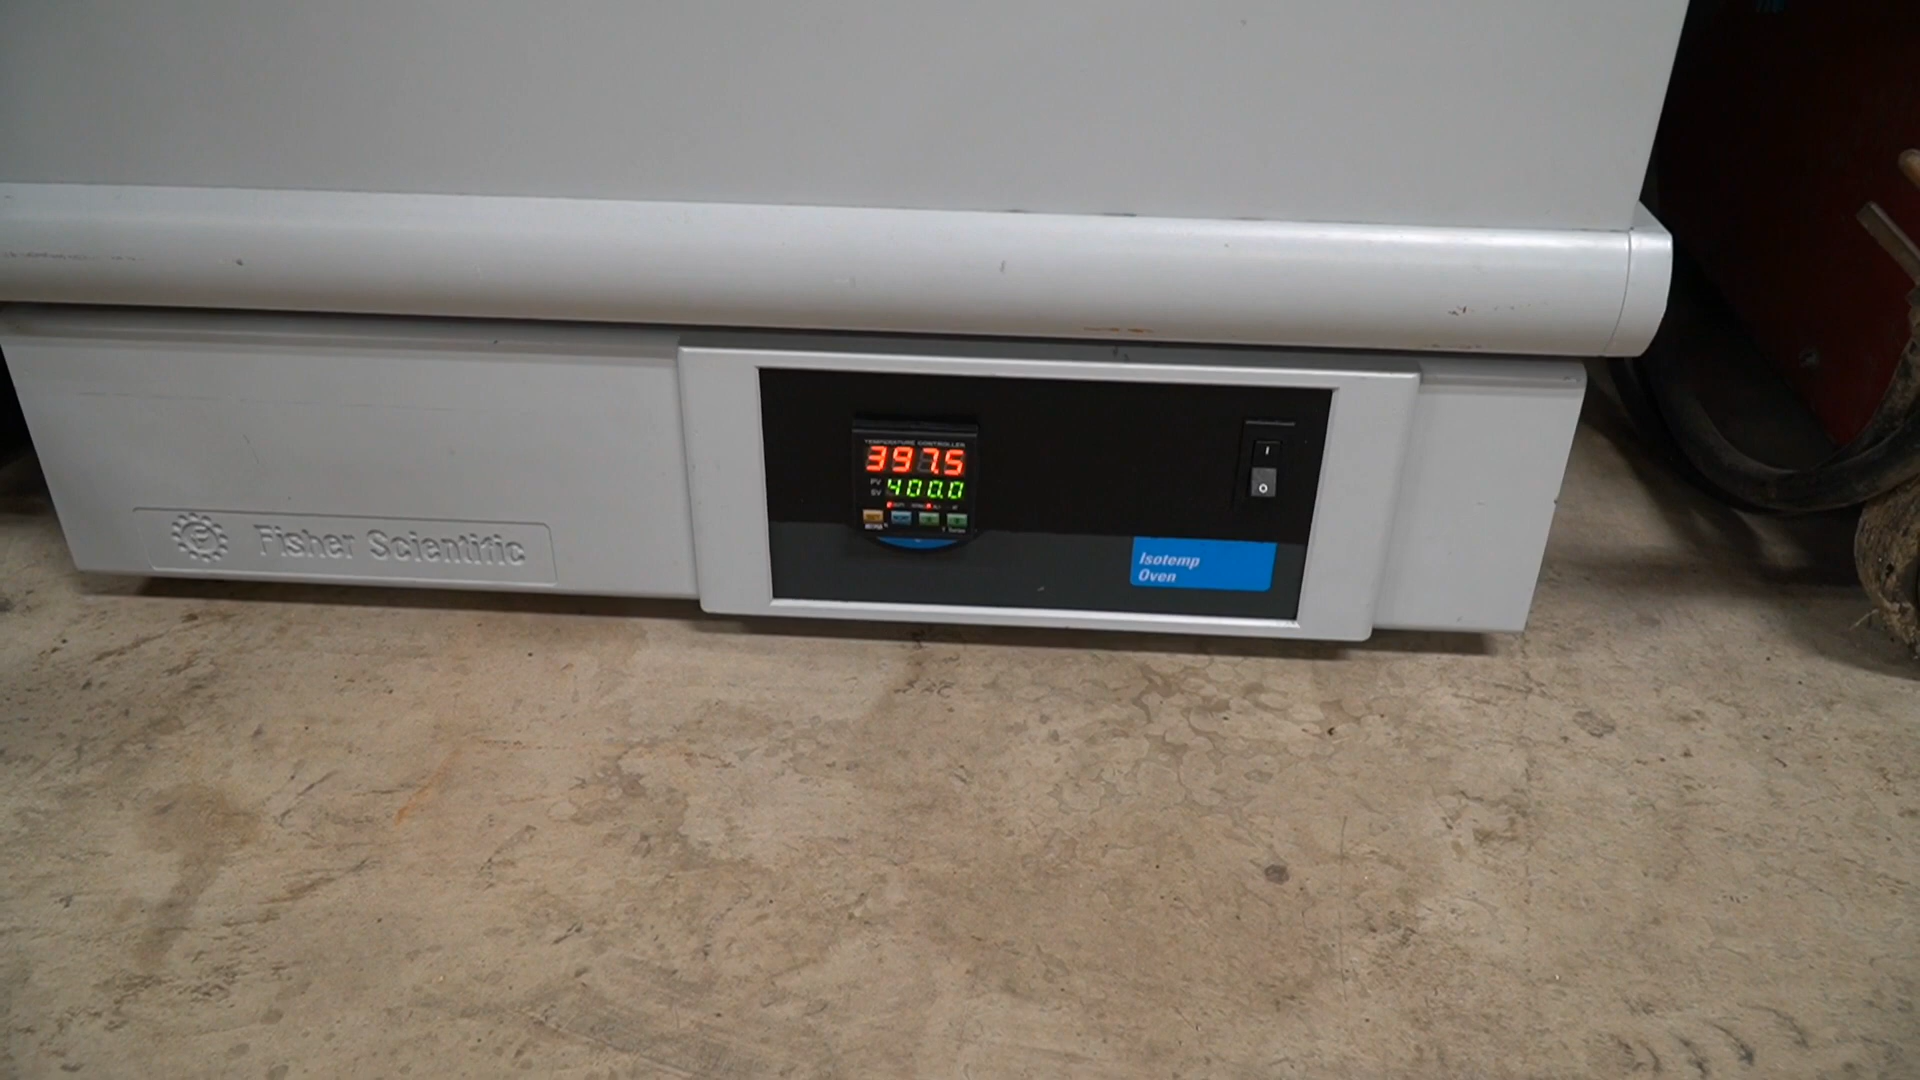 TEMPERATURE CONTROLLER
397.5
PV
SV 400.0
I
O
Fisher Scientific
Isotemp
Oven